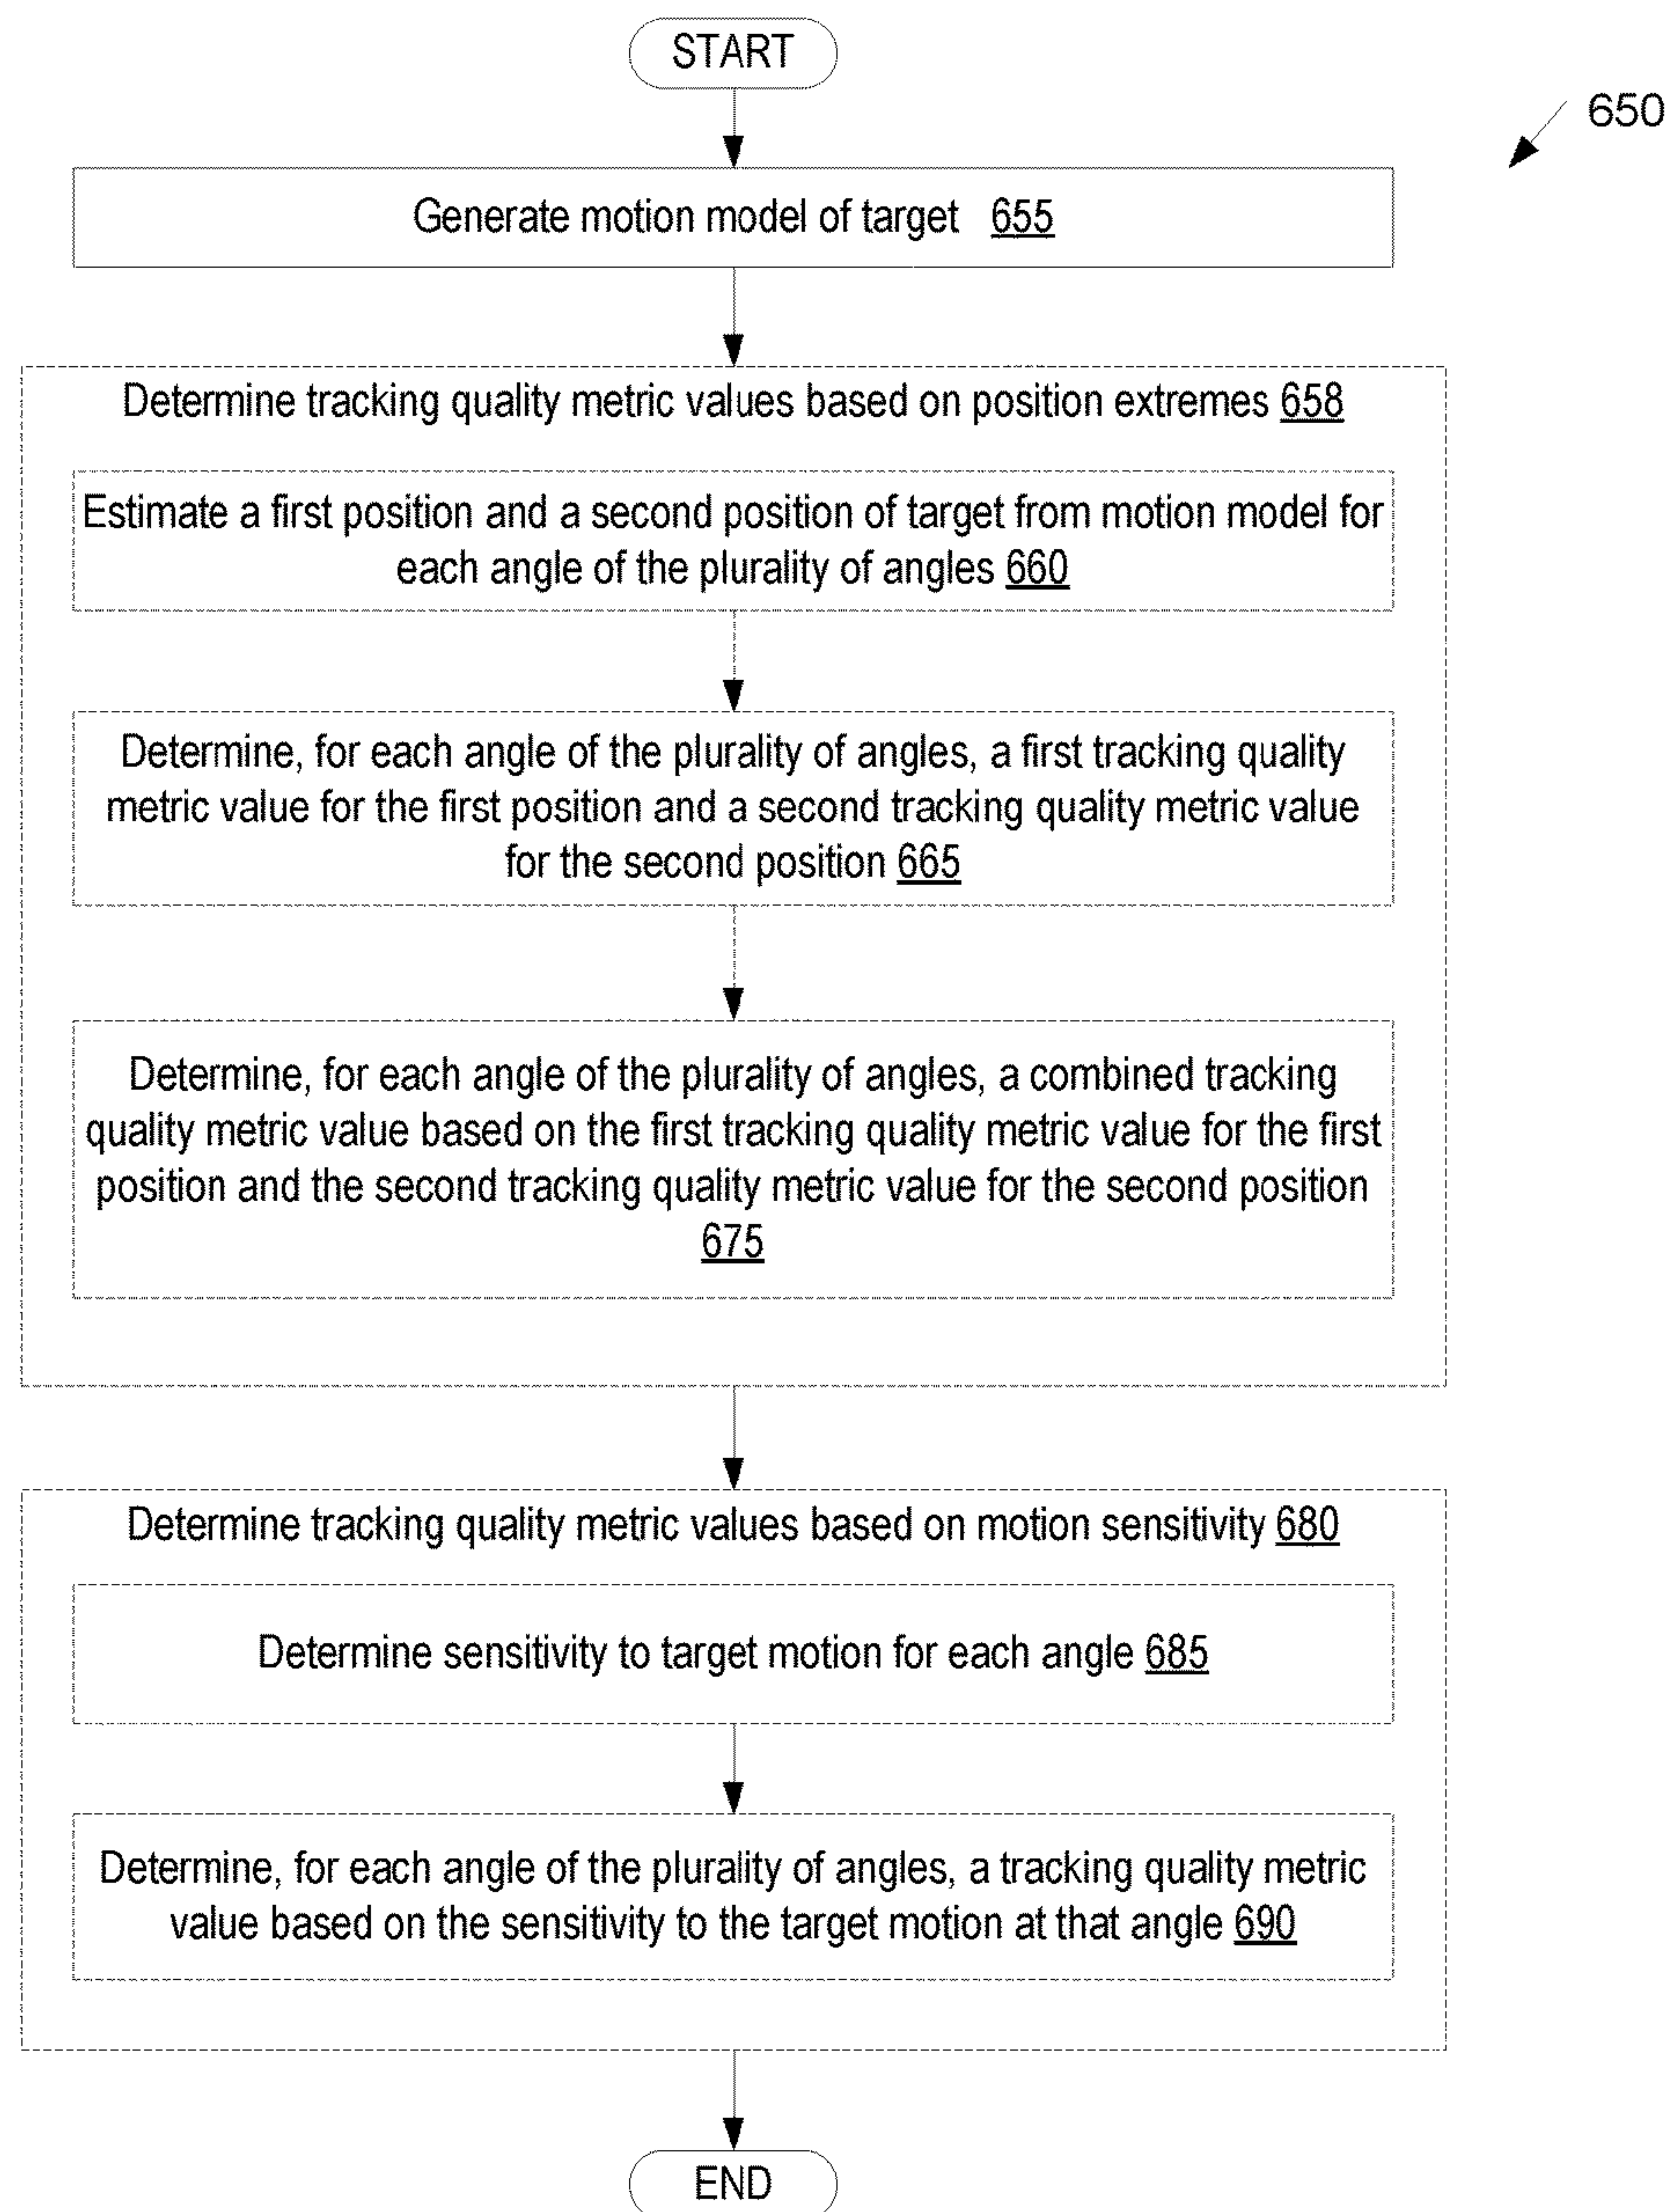 START
650
Generate motion model of target 655
Determine tracking quality metric values based on position extremes 658
Estimate a first position and a second position of target from motion model for
each angle of the plurality of angles 660
Determine, for each angle of the plurality of angles, a first tracking quality
metric value for the first position and a second tracking quality metric value
for the second position 665
Determine, for each angle of the plurality of angles, a combined tracking
quality metric value based on the first tracking quality metric value for the first
position and the second tracking quality metric value for the second position
675
Determine tracking quality metric values based on motion sensitivity 680
Determine sensitivity to target motion for each angle 685
Determine, for each angle of the plurality of angles, a tracking quality metric
value based on the sensitivity to the target motion at that angle 690
END